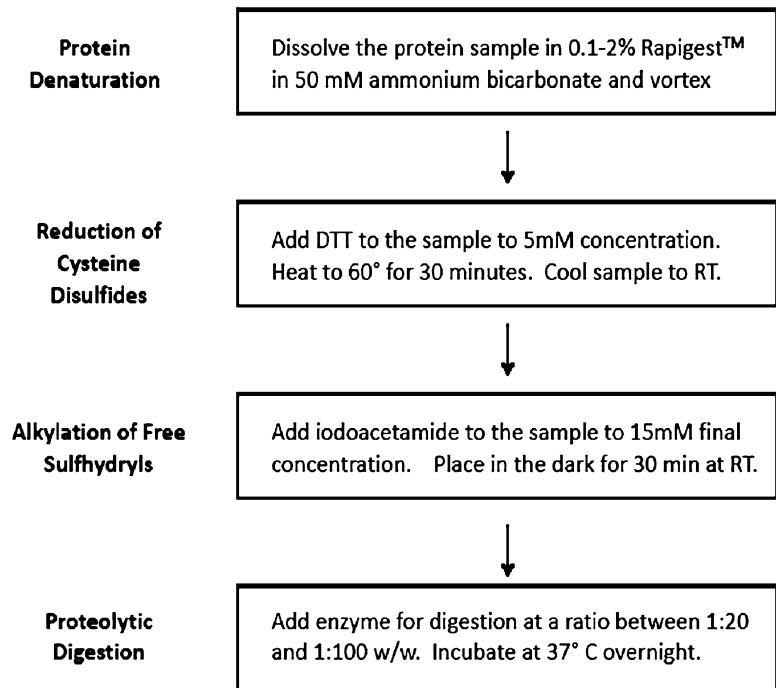 Protein
Denaturation
Dissolve the protein sample in 0.1-2% Rapigest™
in 50 mM ammonium bicarbonate and vortex
Reduction of
Cysteine
Disulfides
Add DTT to the sample to 5mM concentration.
Heat to 60° for 30 minutes. Cool sample to RT.
Alkylation of Free
Sulfhydryls
Add iodoacetamide to the sample to 15mM final
concentration. Place in the dark for 30 min at RT.
Proteolytic
Digestion
Add enzyme for digestion at a ratio between 1:20
and 1:100 w/w. Incubate at 37° C overnight.